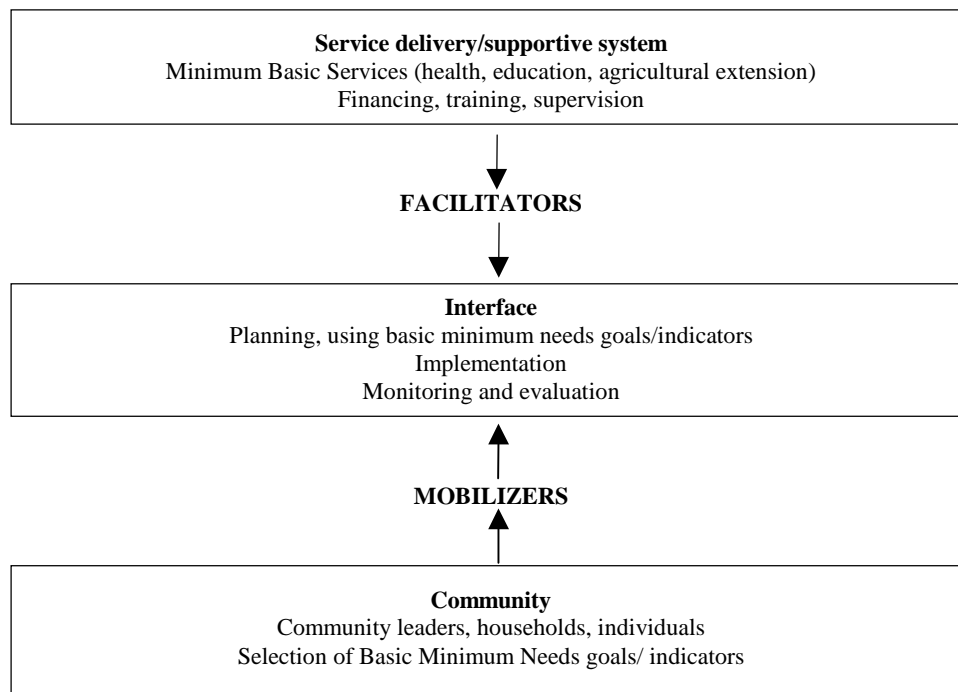 Service delivery/supportive system
Minimum Basic Services (health, education, agricultural extension)
Financing, training, supervision
FACILITATORS
Interface
Planning, using basic minimum needs goals/indicators
Implementation
Monitoring and evaluation
MOBILIZERS
Community
Community leaders, households, individuals
Selection of Basic Minimum Needs goals/ indicators